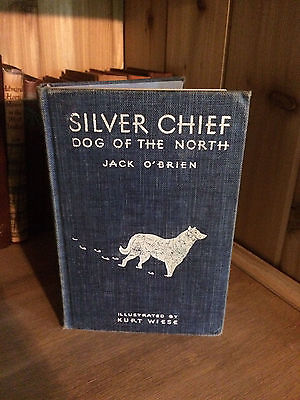 SILVER CHIEF
DOG OF THE NORTH
JACK O'BRIEN
ILLUSTRATED BY
KURT WIESE